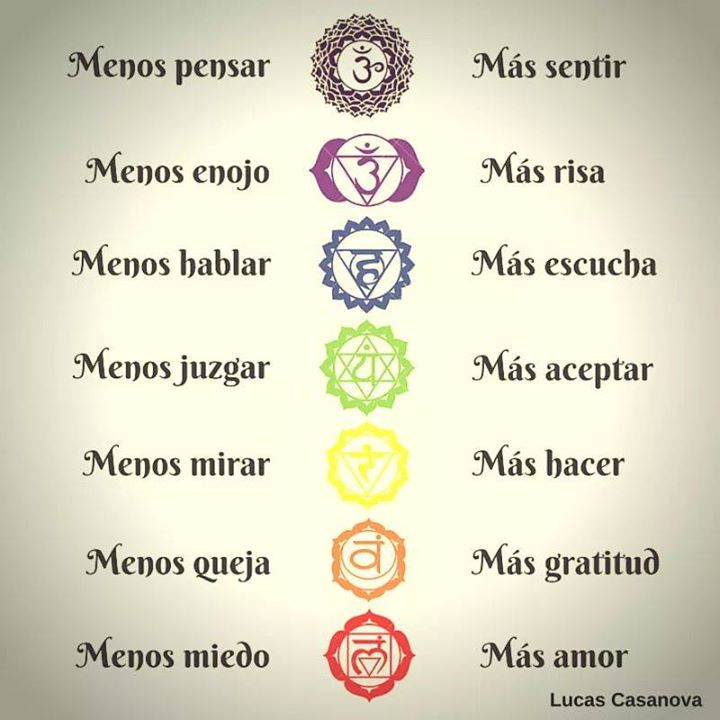 Menos pensar ॐ Más sentir
Menos enojo ॐ Más risa
Menos hablar हं Más escucha
Menos juzgar यं Más aceptar
Menos mirar रं Más hacer
Menos queja वं Más gratitud
Menos miedo लं Más amor
Lucas Casanova